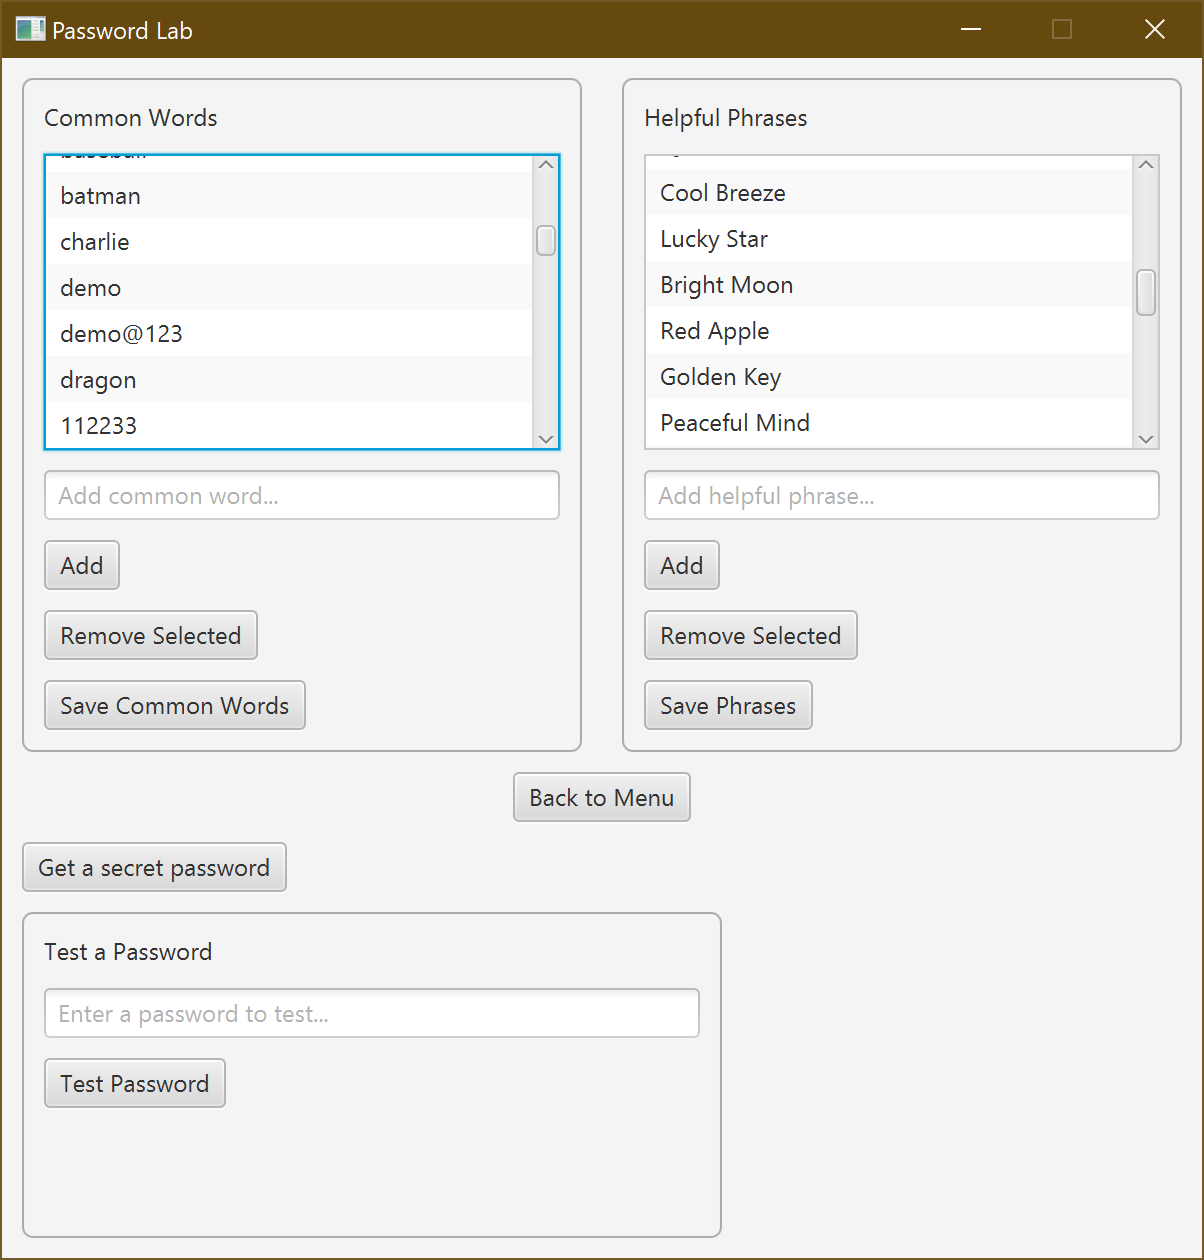 Password Lab
Common Words
baseball
batman
charlie
demo
demo@123
dragon
112233
Add common word...
Add
Remove Selected
Save Common Words
Helpful Phrases
Cool Breeze
Lucky Star
Bright Moon
Red Apple
Golden Key
Peaceful Mind
Add helpful phrase...
Add
Remove Selected
Save Phrases
Back to Menu
Get a secret password
Test a Password
Enter a password to test...
Test Password